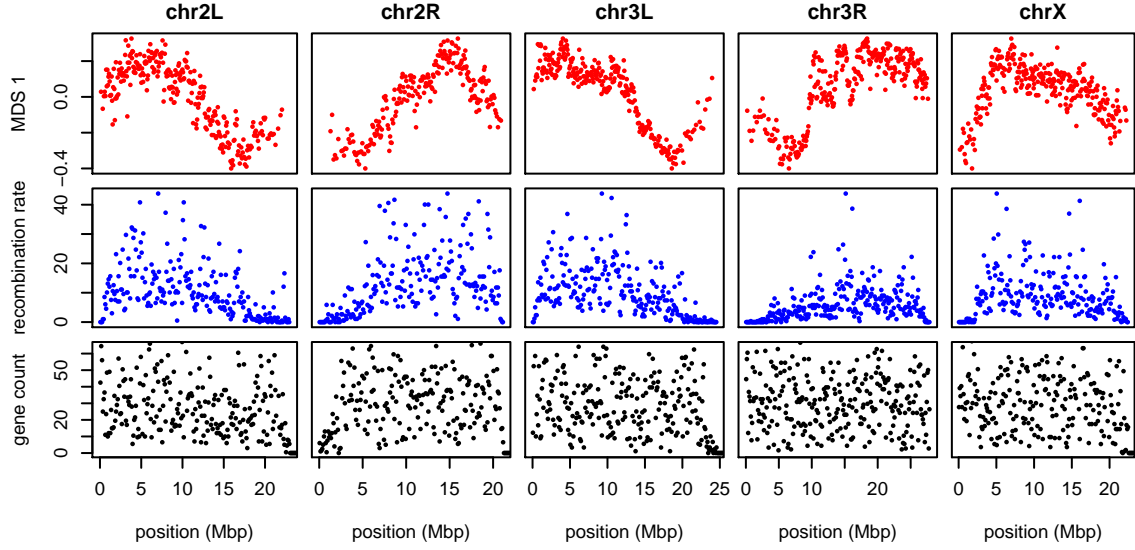 chr2L chr2R chr3L chr3R chrX
MDS 1
0.0
−0.4
recombination rate
40
20
0
gene count
50
20
0
0 5 10 15 20 0 5 10 15 20 0 5 10 15 20 25 0 5 10 20 0 5 10 15 20
position (Mbp) position (Mbp) position (Mbp) position (Mbp) position (Mbp)